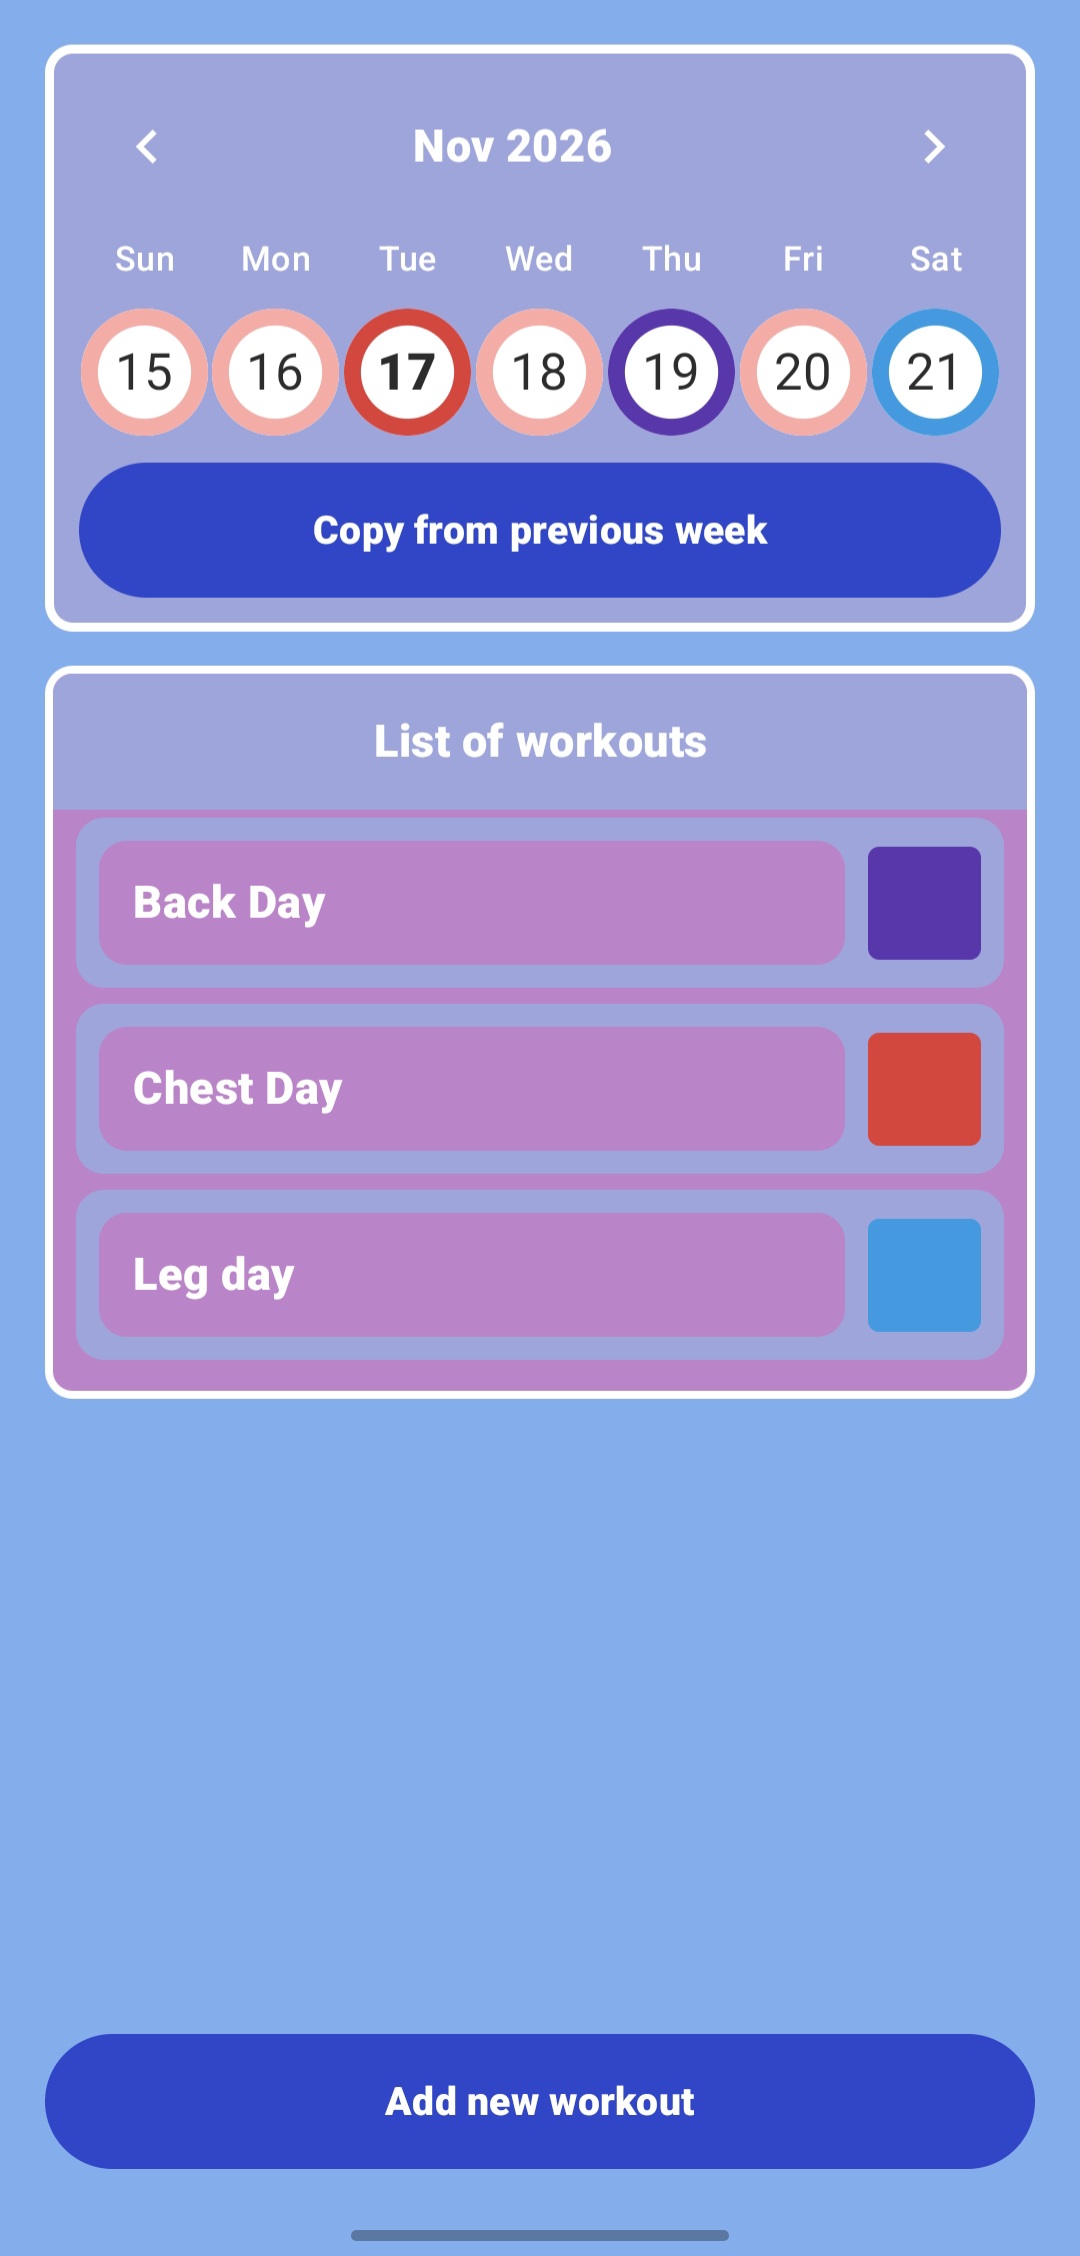 Nov 2026
Sun Mon Tue Wed Thu Fri Sat
15 16 17 18 19 20 21
Copy from previous week
List of workouts
Back Day
Chest Day
Leg day
Add new workout